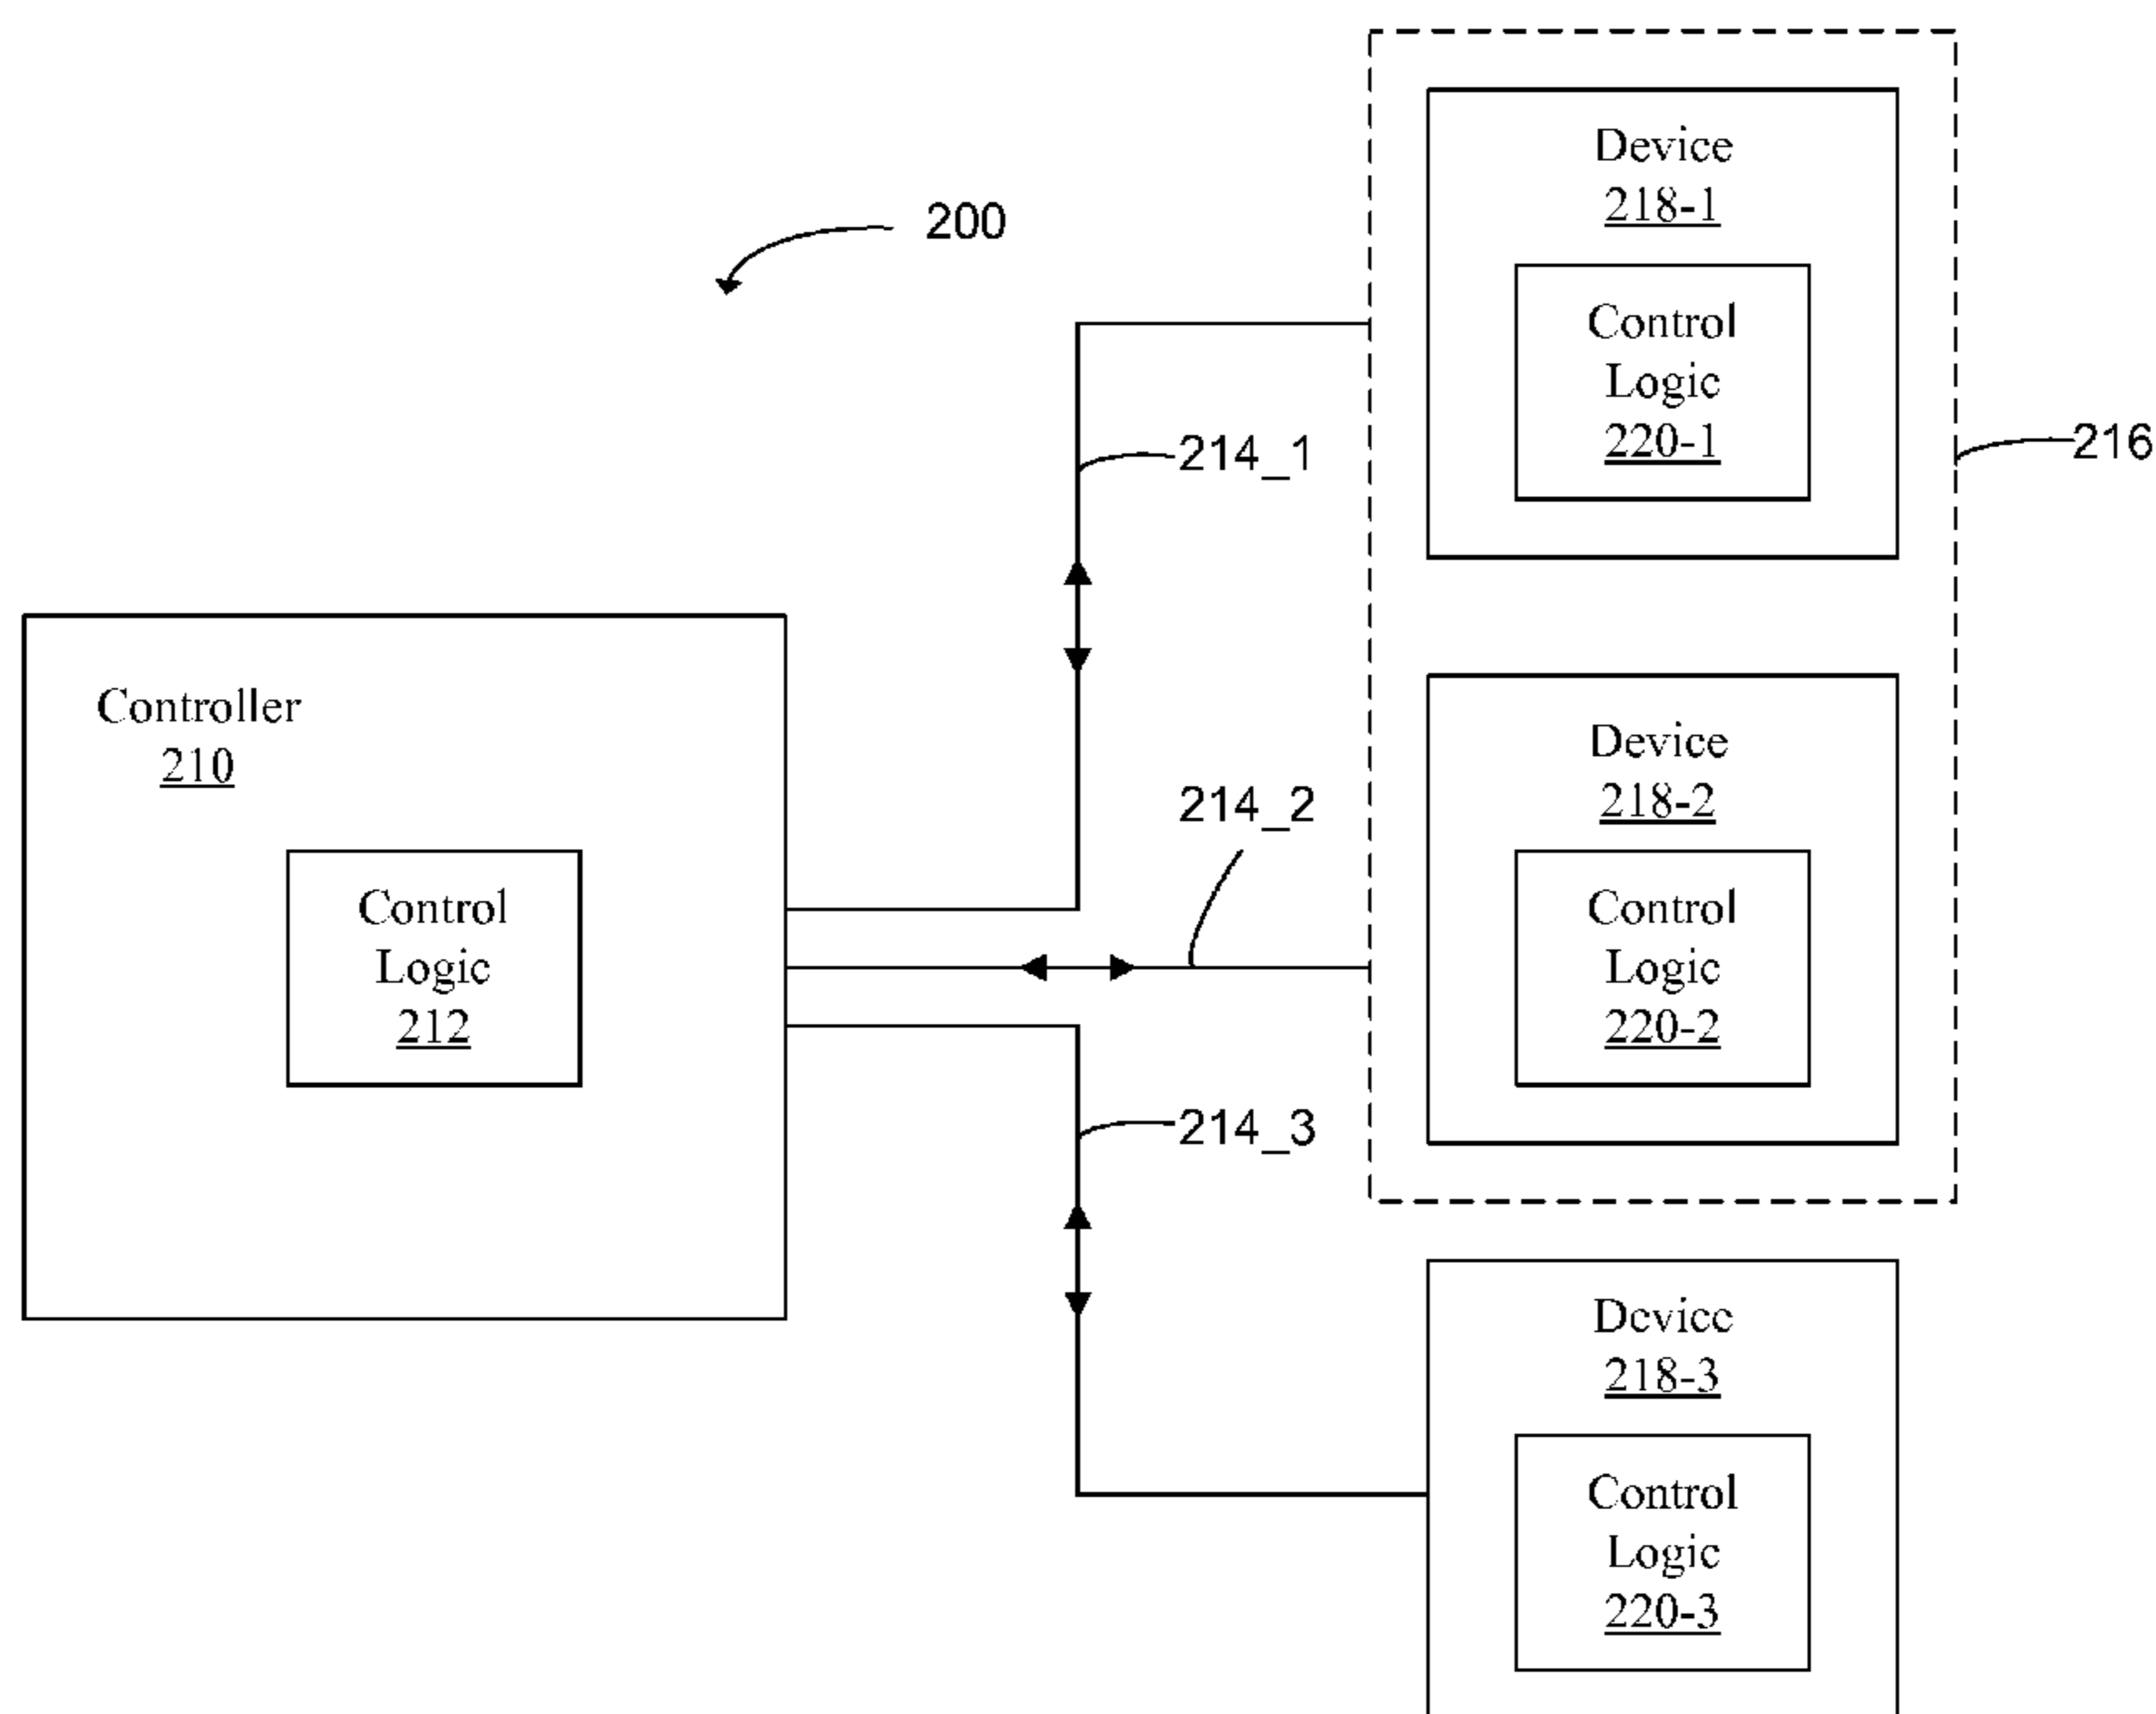 200
Device
218-1
Control
Logic
220-1
216
214_1
Controller
210
Control
Logic
212
214_2
Device
218-2
Control
Logic
220-2
214_3
Device
218-3
Control
Logic
220-3